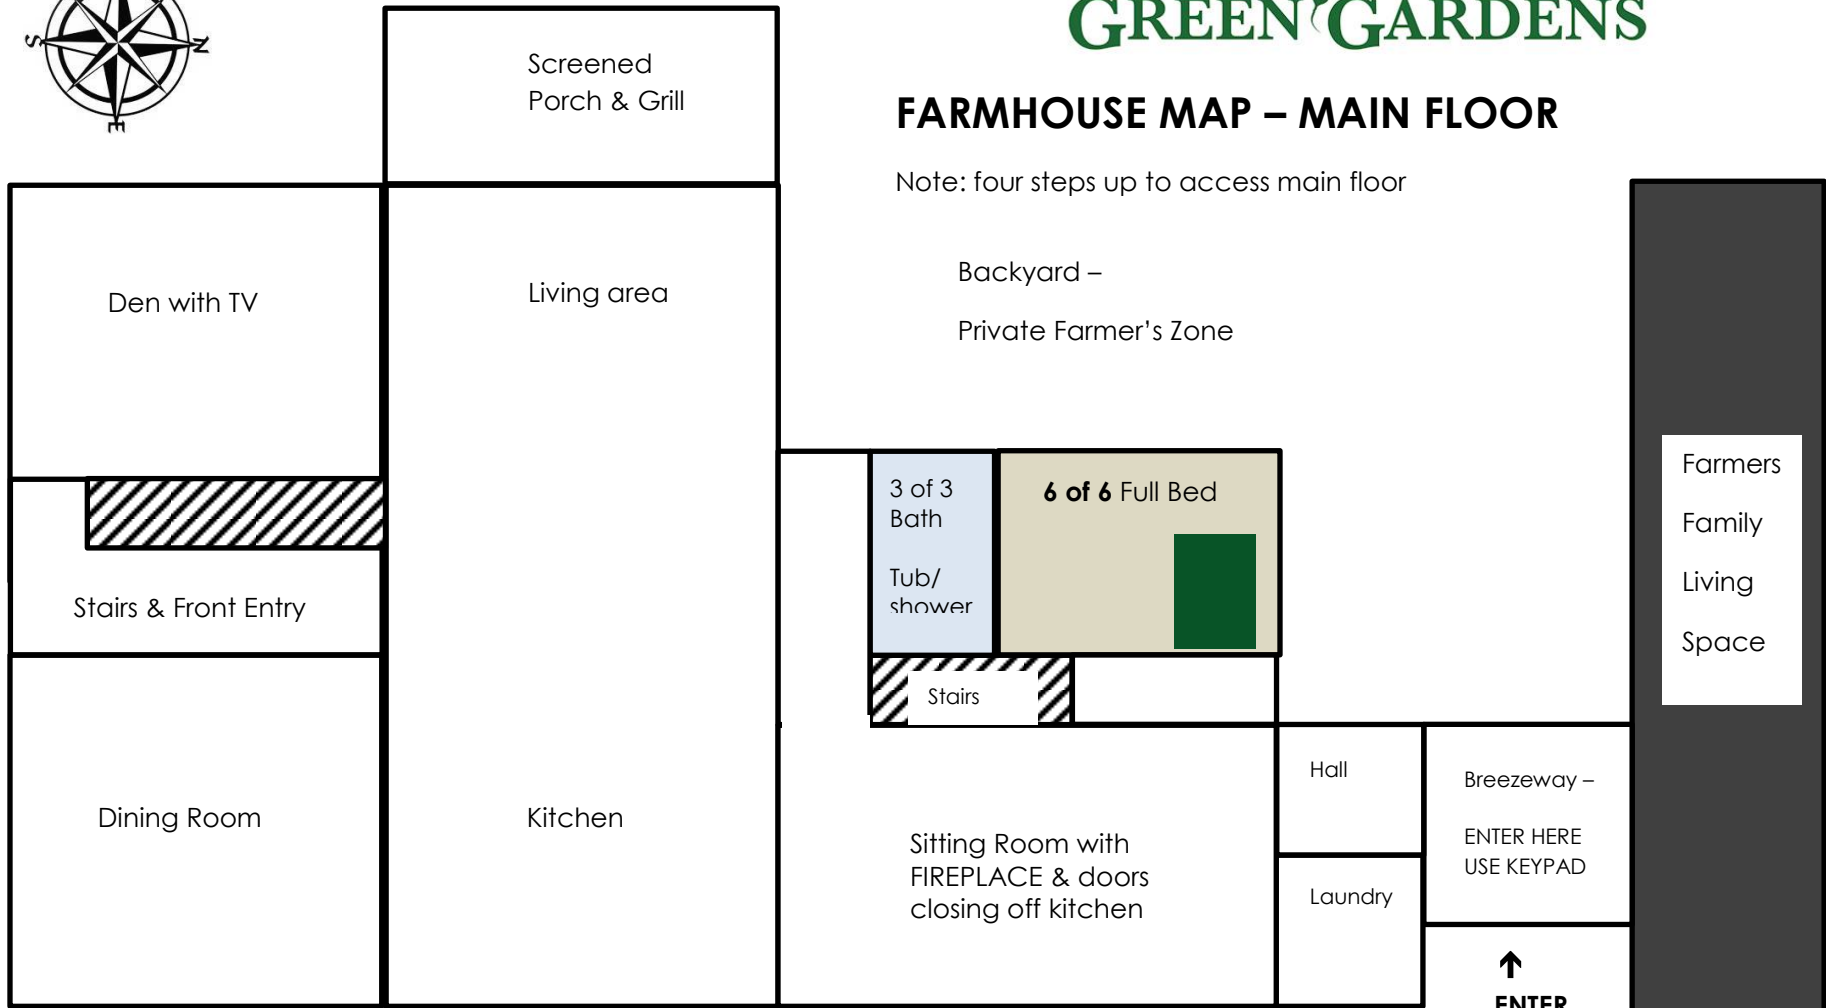 S
N
E
GREEN GARDENS
FARMHOUSE MAP – MAIN FLOOR
Note: four steps up to access main floor
Screened
Porch & Grill
Backyard –
Private Farmer’s Zone
Den with TV
Living area
3 of 3
Bath
Tub/
shower
6 of 6 Full Bed
Farmers
Family
Living
Space
Stairs & Front Entry
Stairs
Dining Room
Kitchen
Sitting Room with
FIREPLACE & doors
closing off kitchen
Hall
Laundry
Breezeway –
ENTER HERE
USE KEYPAD
↑
ENTER